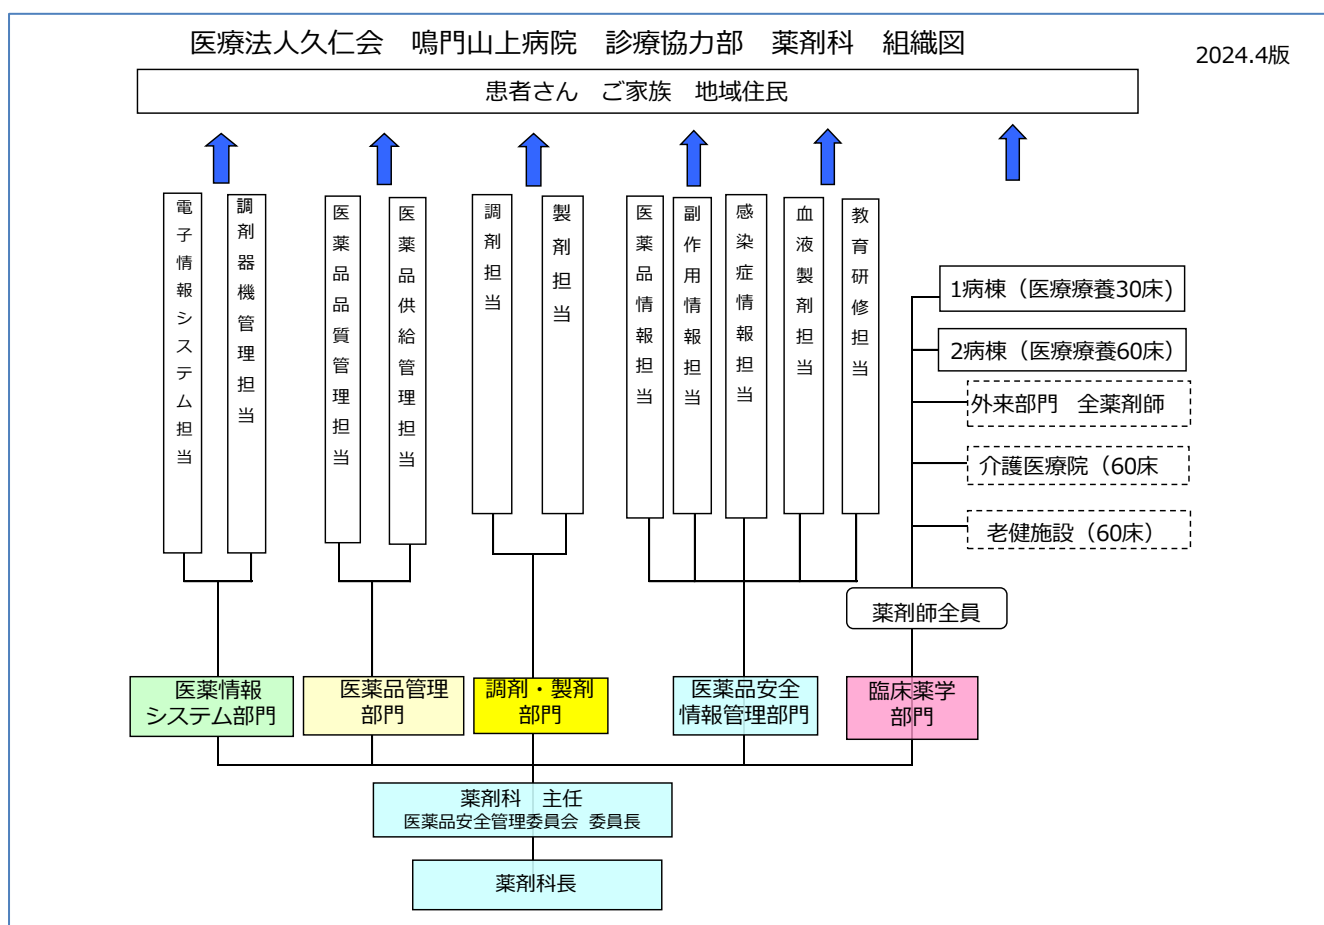 医療法人久仁会　鳴門山上病院　診療協力部　薬剤科　組織図
2024.4版
患者さん　ご家族　地域住民
電子情報システム担当
調剤器機管理担当
医薬品品質管理担当
医薬品供給管理担当
調剤担当
製剤担当
医薬品情報担当
副作用情報担当
感染症情報担当
血液製剤担当
教育研修担当
1病棟（医療療養30床)
2病棟（医療療養60床）
外来部門　全薬剤師
介護医療院（60床
老健施設（60床）
薬剤師全員
医薬情報
システム部門
医薬品管理
部門
調剤・製剤
部門
医薬品安全
情報管理部門
臨床薬学
部門
薬剤科　主任
医薬品安全管理委員会 委員長
薬剤科長